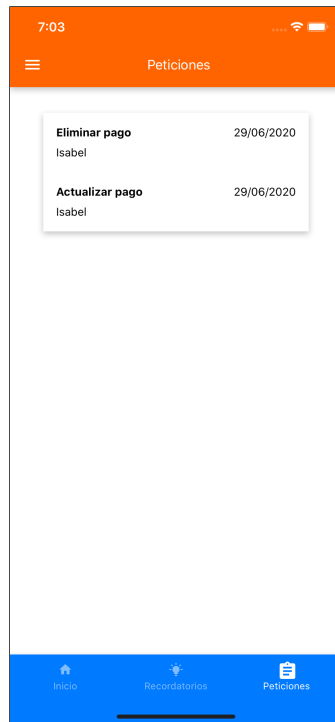 7:03
Peticiones
Eliminar pago 29/06/2020
Isabel
Actualizar pago 29/06/2020
Isabel
Inicio Recordatorios Peticiones